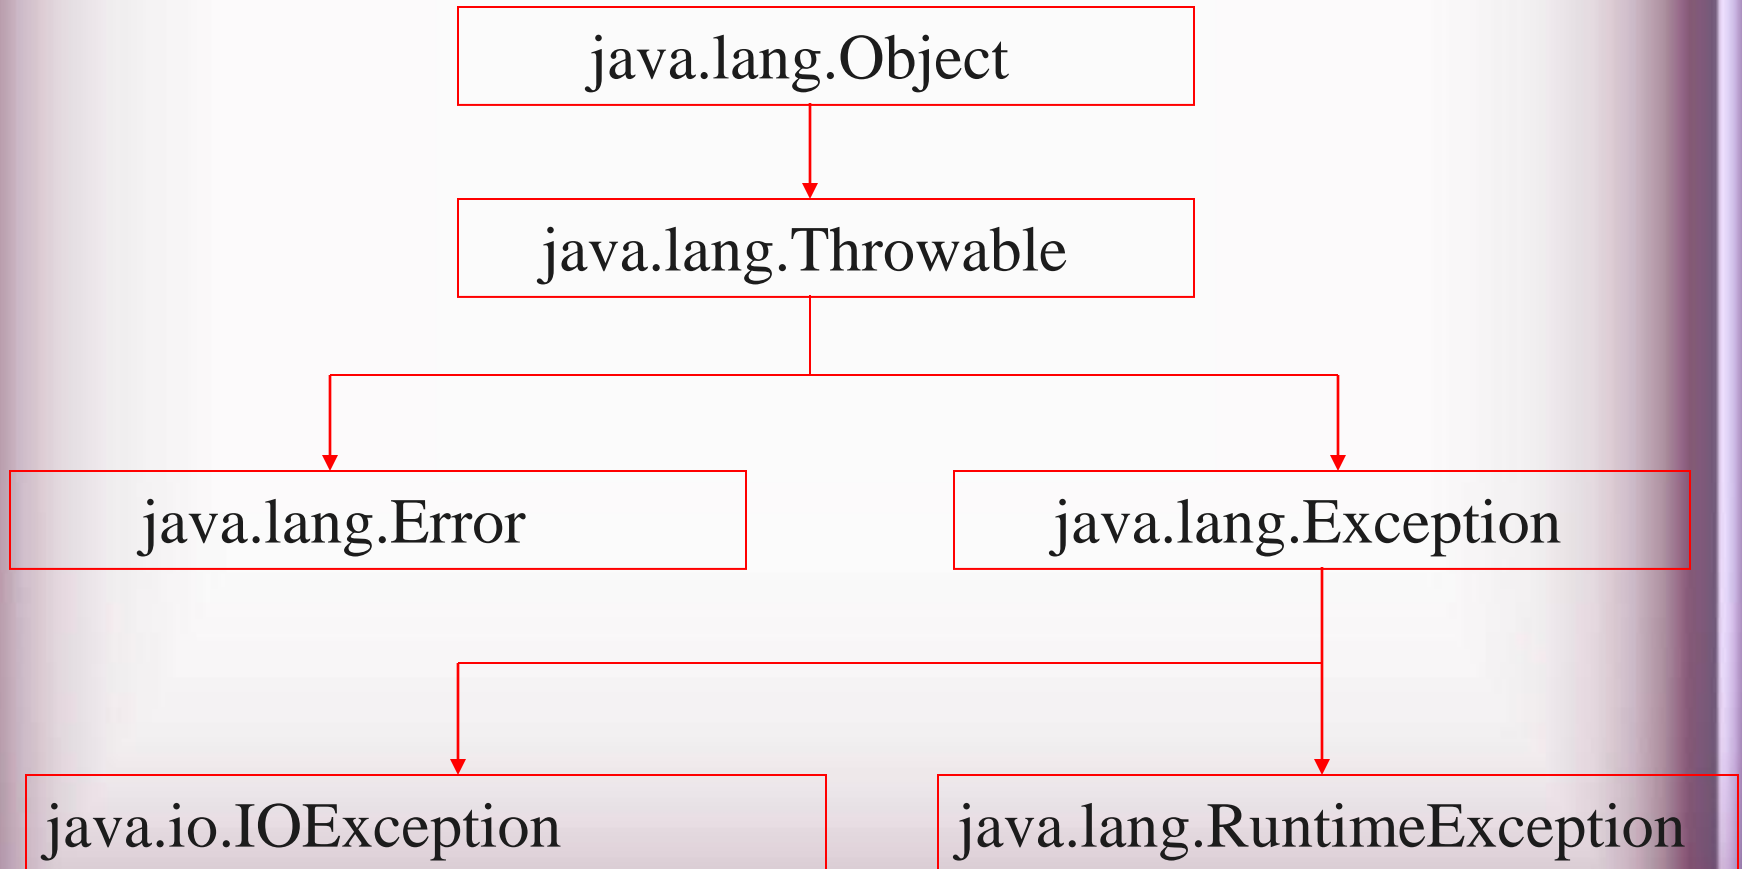 java.lang.Object
java.lang.Throwable
java.lang.Error
java.lang.Exception
java.io.IOException
java.lang.RuntimeException